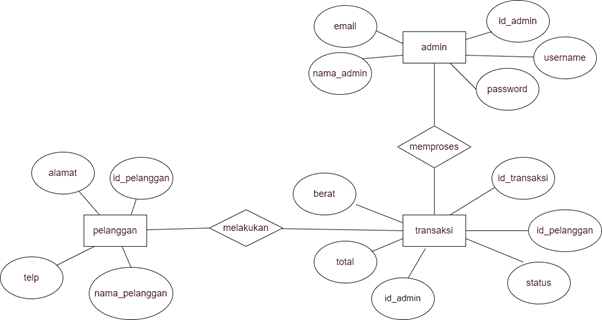 email
id_admin
admin
username
nama_admin
password
memproses
alamat
id_pelanggan
id_transaksi
berat
pelanggan
melakukan
transaksi
id_pelanggan
total
telp
nama_pelanggan
id_admin
status